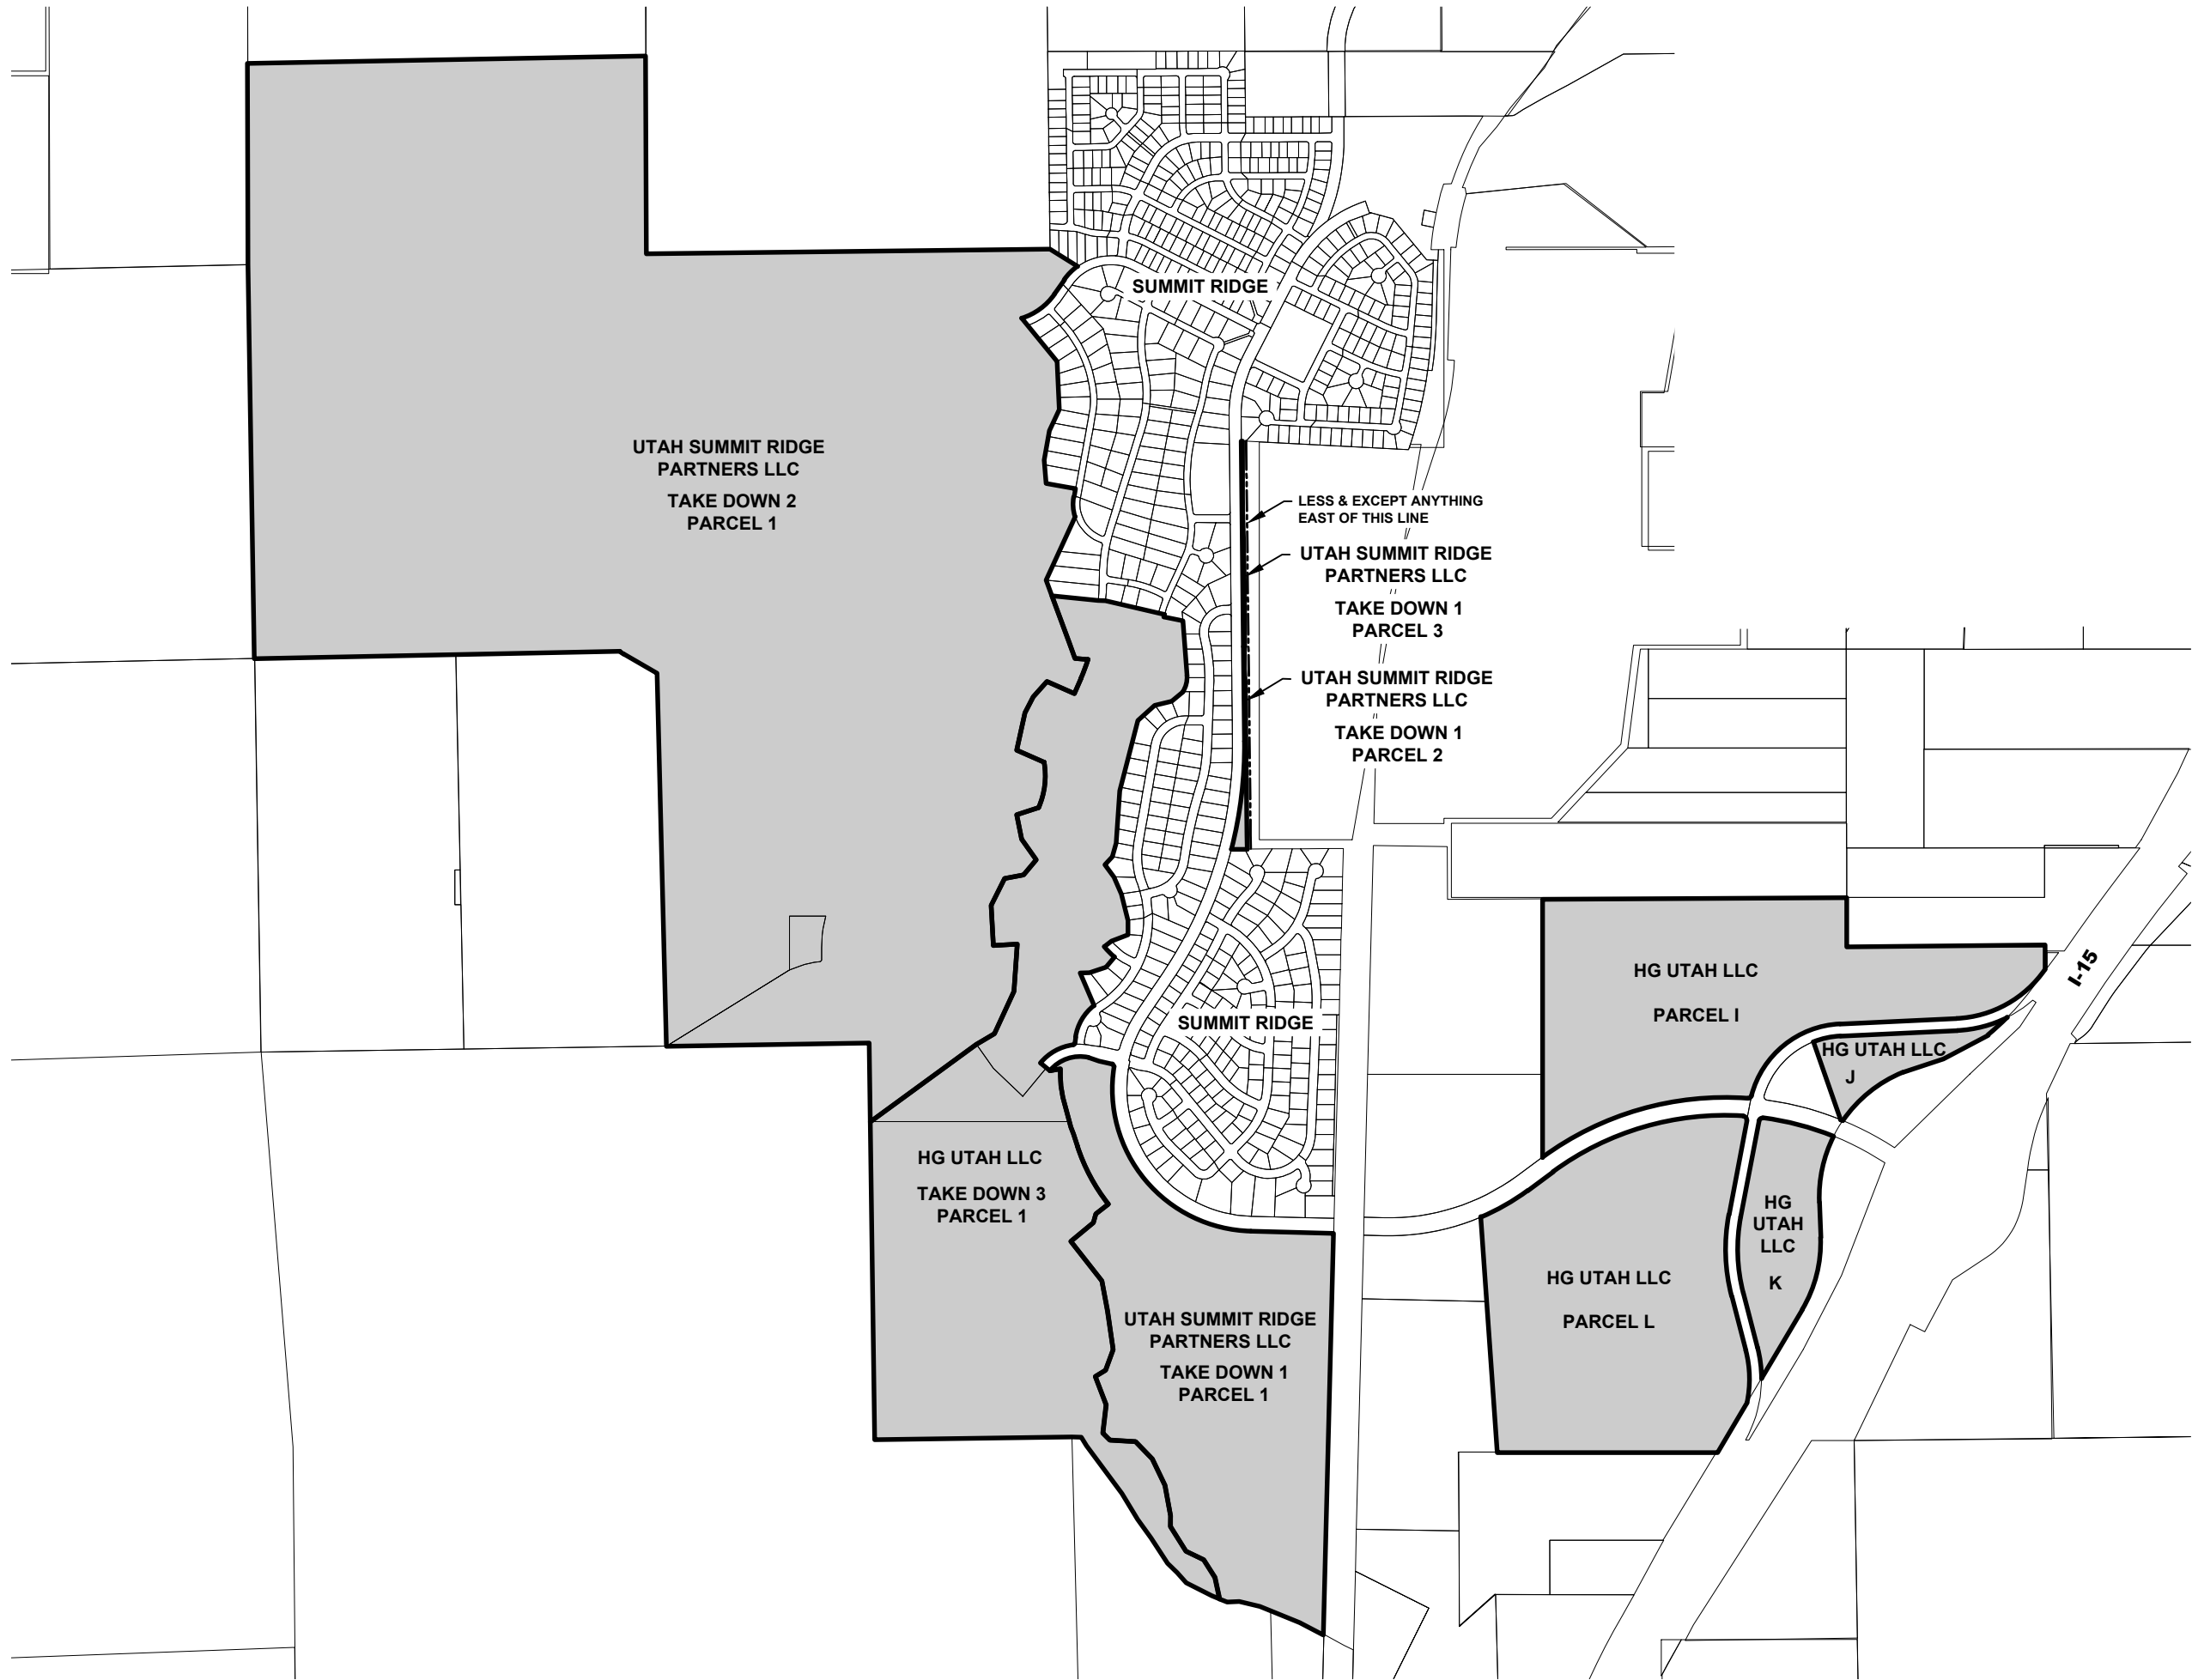 SUMMIT RIDGE
UTAH SUMMIT RIDGE
PARTNERS LLC
TAKE DOWN 2
PARCEL 1
LESS & EXCEPT ANYTHING
EAST OF THIS LINE
UTAH SUMMIT RIDGE
PARTNERS LLC
TAKE DOWN 1
PARCEL 3
UTAH SUMMIT RIDGE
PARTNERS LLC
TAKE DOWN 1
PARCEL 2
HG UTAH LLC
PARCEL I
I-15
SUMMIT RIDGE
HG UTAH LLC
J
HG UTAH LLC
TAKE DOWN 3
PARCEL 1
HG
UTAH
LLC
K
HG UTAH LLC
PARCEL L
UTAH SUMMIT RIDGE
PARTNERS LLC
TAKE DOWN 1
PARCEL 1